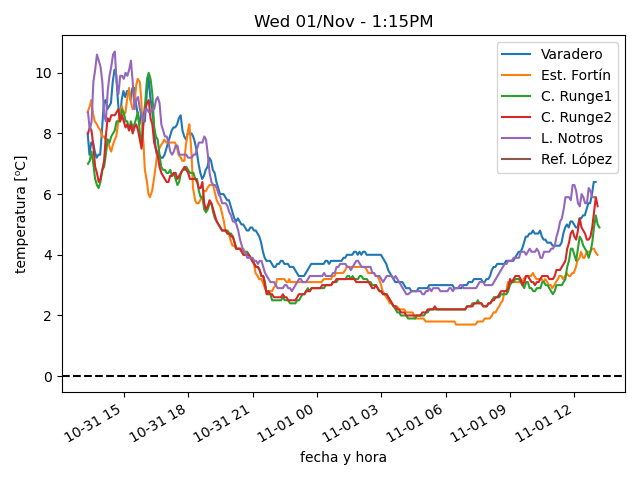 Wed 01/Nov - 1:15PM
temperatura [ºC]
10
8
6
4
2
0
Varadero
Est. Fortín
C. Runge1
C. Runge2
L. Notros
Ref. López
10-31 15
10-31 18
10-31 21
11-01 00
11-01 03
11-01 06
11-01 09
11-01 12
fecha y hora